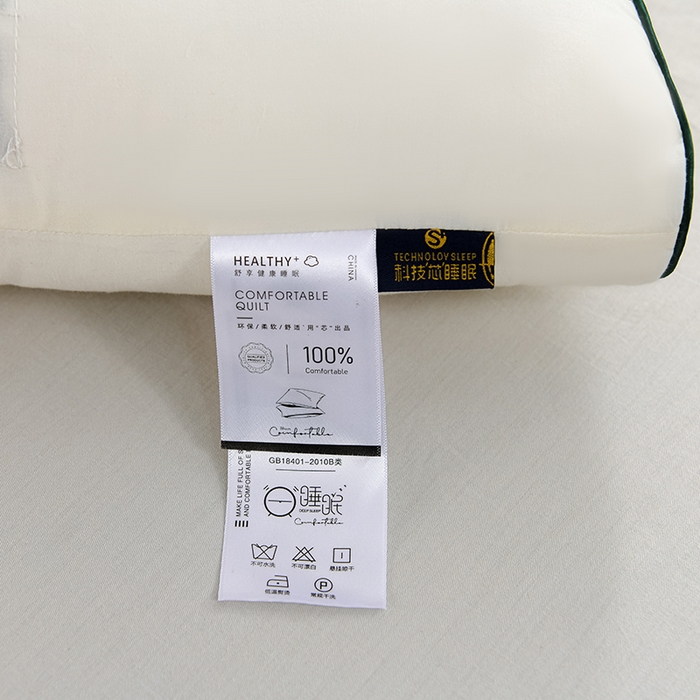 HEALTHY+
舒享健康睡眠
CHINA
COMFORTABLE
QUILT
环保/柔软/舒适 用"芯"出品
QUALIFIED
PRODUCTS
100%
Comfortable
Comfortable
TECHNOLOY SLEEP
科技芯睡眠
MAKE LIFE FULL OF S
AND COMFORTABLE
GB18401-2010B类
睡眠
DEEP SLEEP
Comfortable
不可水洗
不可漂白
悬挂晾干
低温熨烫
P
常规干洗